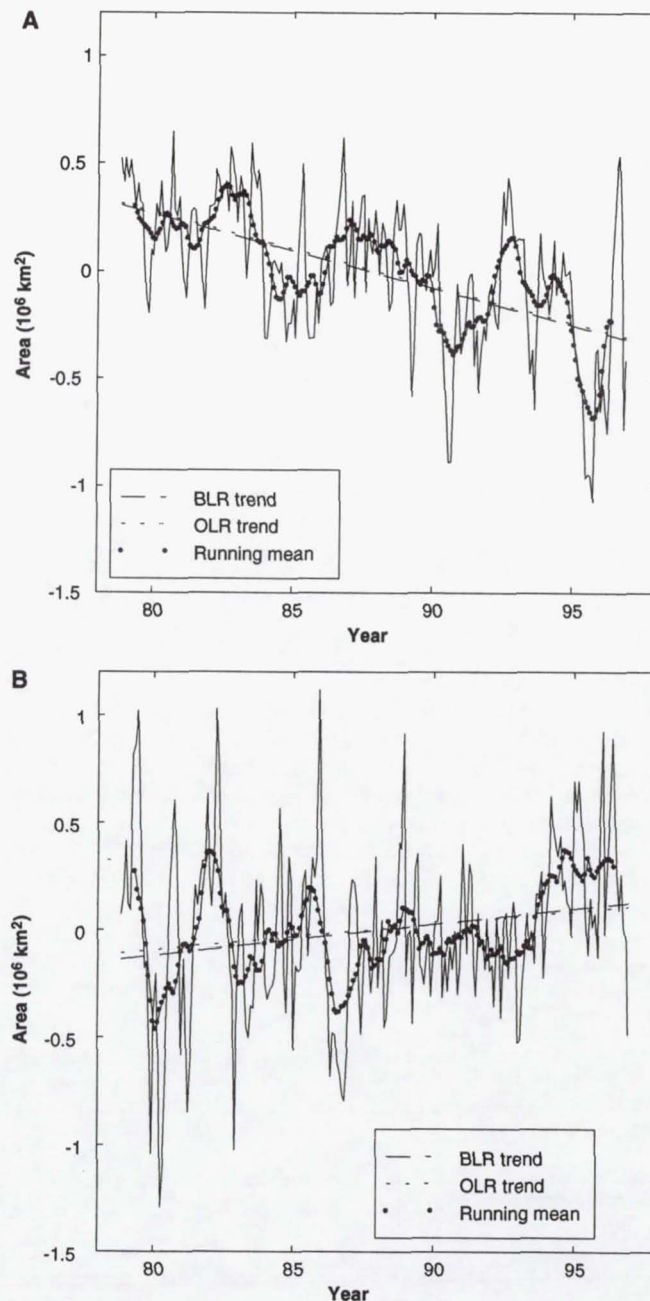 A
1
0.5
0
-0.5
-1
-1.5
Area (10⁶ km²)
BLR trend
OLR trend
Running mean
80 85 90 95
Year
B
1
0.5
0
-0.5
-1
-1.5
Area (10⁶ km²)
BLR trend
OLR trend
Running mean
80 85 90 95
Year